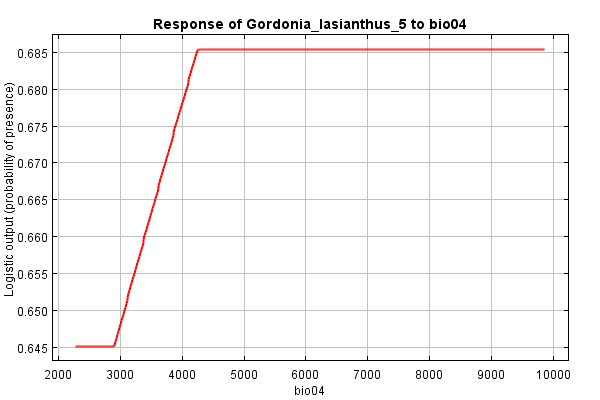 Response of Gordonia_lasianthus_5 to bio04
Logistic output (probability of presence)
0.685
0.680
0.675
0.670
0.665
0.660
0.655
0.650
0.645
2000 3000 4000 5000 6000 7000 8000 9000 10000
bio04